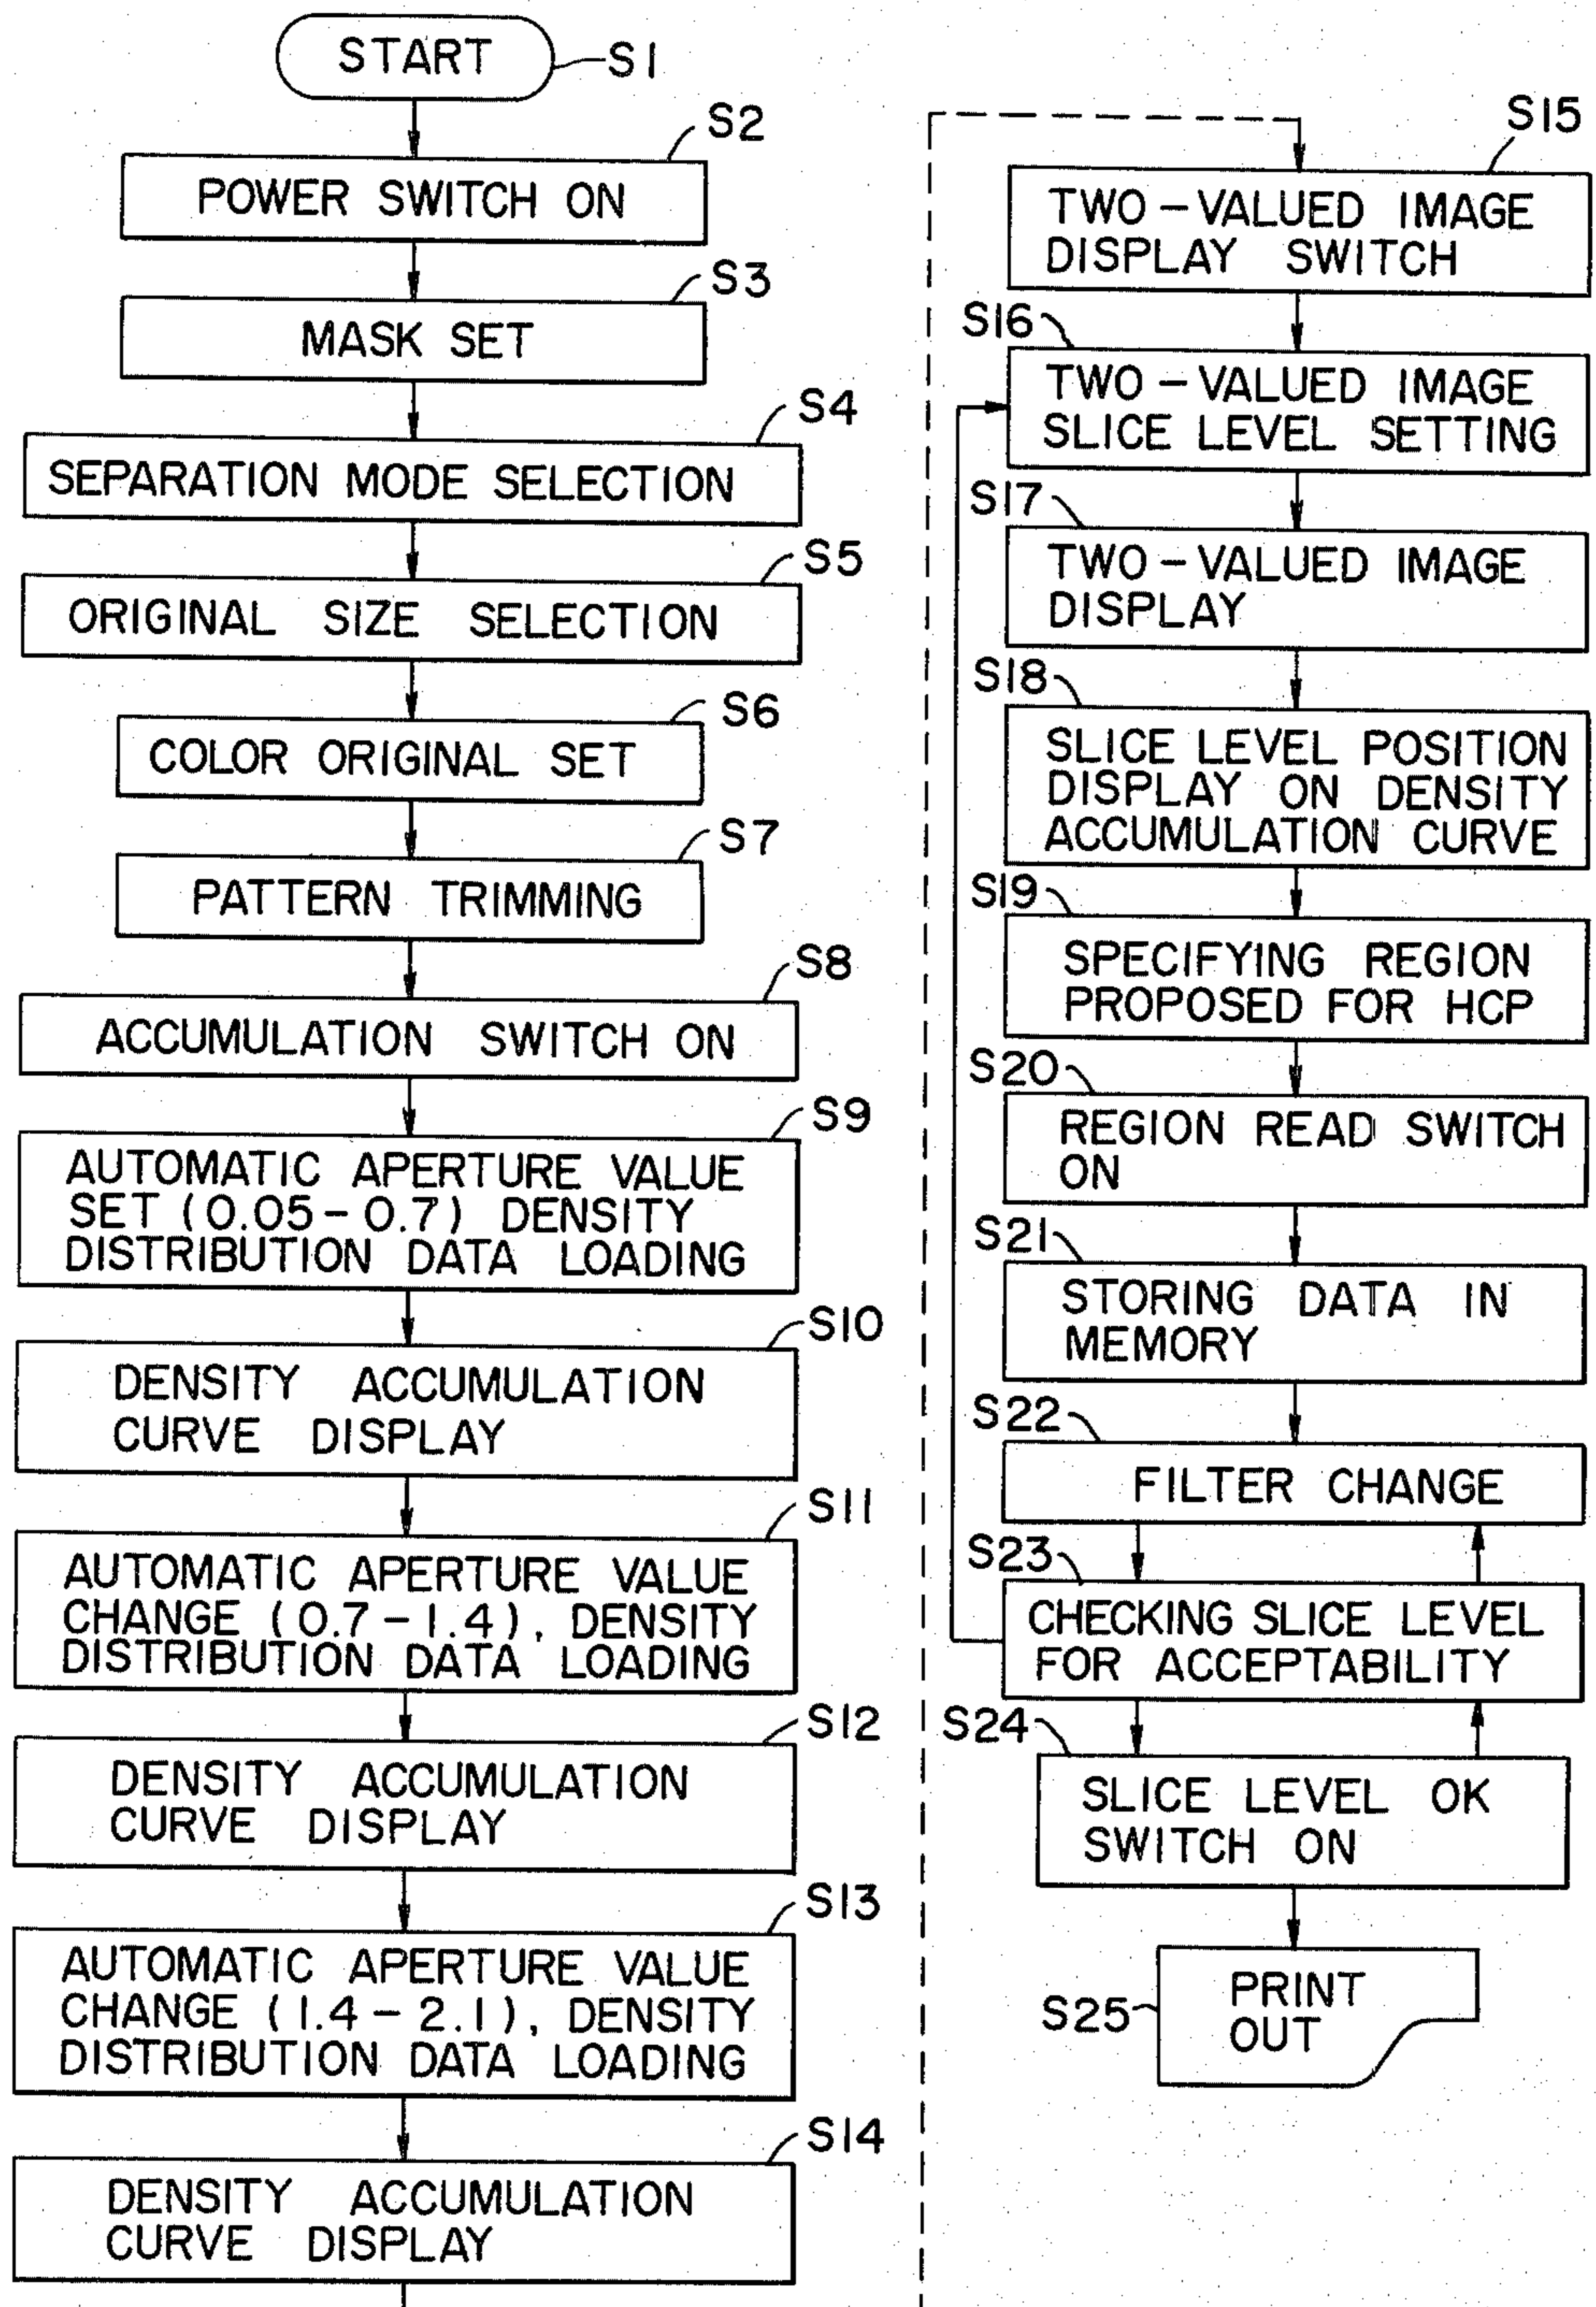 START
S1
S2
POWER SWITCH ON
S3
MASK SET
S4
SEPARATION MODE SELECTION
S5
ORIGINAL SIZE SELECTION
S6
COLOR ORIGINAL SET
S7
PATTERN TRIMMING
S8
ACCUMULATION SWITCH ON
S9
AUTOMATIC APERTURE VALUE
SET (0.05-0.7) DENSITY
DISTRIBUTION DATA LOADING
S10
DENSITY ACCUMULATION
CURVE DISPLAY
S11
AUTOMATIC APERTURE VALUE
CHANGE (0.7-1.4), DENSITY
DISTRIBUTION DATA LOADING
S12
DENSITY ACCUMULATION
CURVE DISPLAY
S13
AUTOMATIC APERTURE VALUE
CHANGE (1.4-2.1), DENSITY
DISTRIBUTION DATA LOADING
S14
DENSITY ACCUMULATION
CURVE DISPLAY
S15
TWO-VALUED IMAGE
DISPLAY SWITCH
S16
TWO-VALUED IMAGE
SLICE LEVEL SETTING
S17
TWO-VALUED IMAGE
DISPLAY
S18
SLICE LEVEL POSITION
DISPLAY ON DENSITY
ACCUMULATION CURVE
S19
SPECIFYING REGION
PROPOSED FOR HCP
S20
REGION READ SWITCH
ON
S21
STORING DATA IN
MEMORY
S22
FILTER CHANGE
S23
CHECKING SLICE LEVEL
FOR ACCEPTABILITY
S24
SLICE LEVEL OK
SWITCH ON
S25
PRINT
OUT